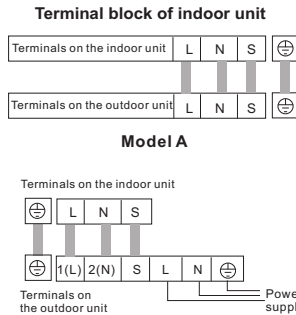 Terminal block of indoor unit
Terminals on the indoor unit L N S
Terminals on the outdoor unit L N S
Model A
Terminals on the indoor unit
L N S
1(L) 2(N) S L N
Terminals on
the outdoor unit